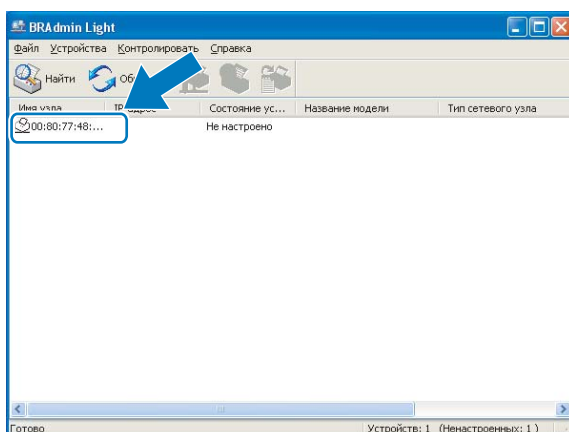 BRAdmin Light
Файл Устройства Контролировать Справка
Найти
Имя узла Состояние ус... Название модели Тип сетевого узла
00:80:77:48:... Не настроено
Готово Устройств: 1 (Ненастроенных: 1)